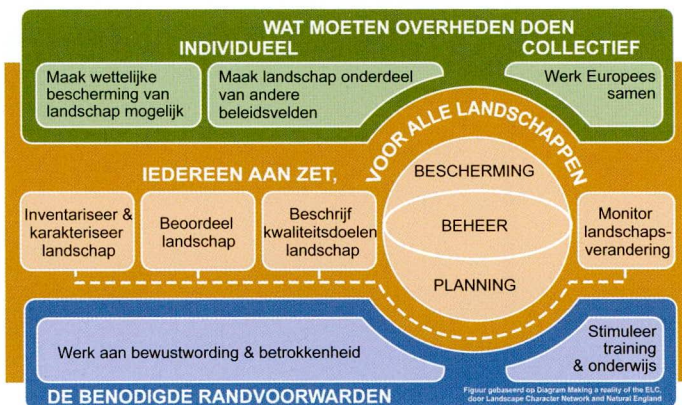 WAT MOETEN OVERHEDEN DOEN
INDIVIDUEEL
COLLECTIEF
Maak wettelijke
bescherming van
landschap mogelijk
Maak landschap onderdeel
van andere
beleidsvelden
Werk Europees
samen
IEDEREEN AAN ZET,
VOOR ALLE LANDSCHAPPEN
Inventariseer &
karakteriseer
landschap
Beoordeel
landschap
Beschrijf
kwaliteitsdoelen
landschap
BESCHERMING
BEHEER
PLANNING
Monitor
landschaps-
verandering
Werk aan bewustwording & betrokkenheid
Stimuleer
training
& onderwijs
DE BENODIGDE RANDVOORWARDEN
Figuur gebaseerd op Diagram Making a reality of the ELC,
door Landscape Character Network and Natural England